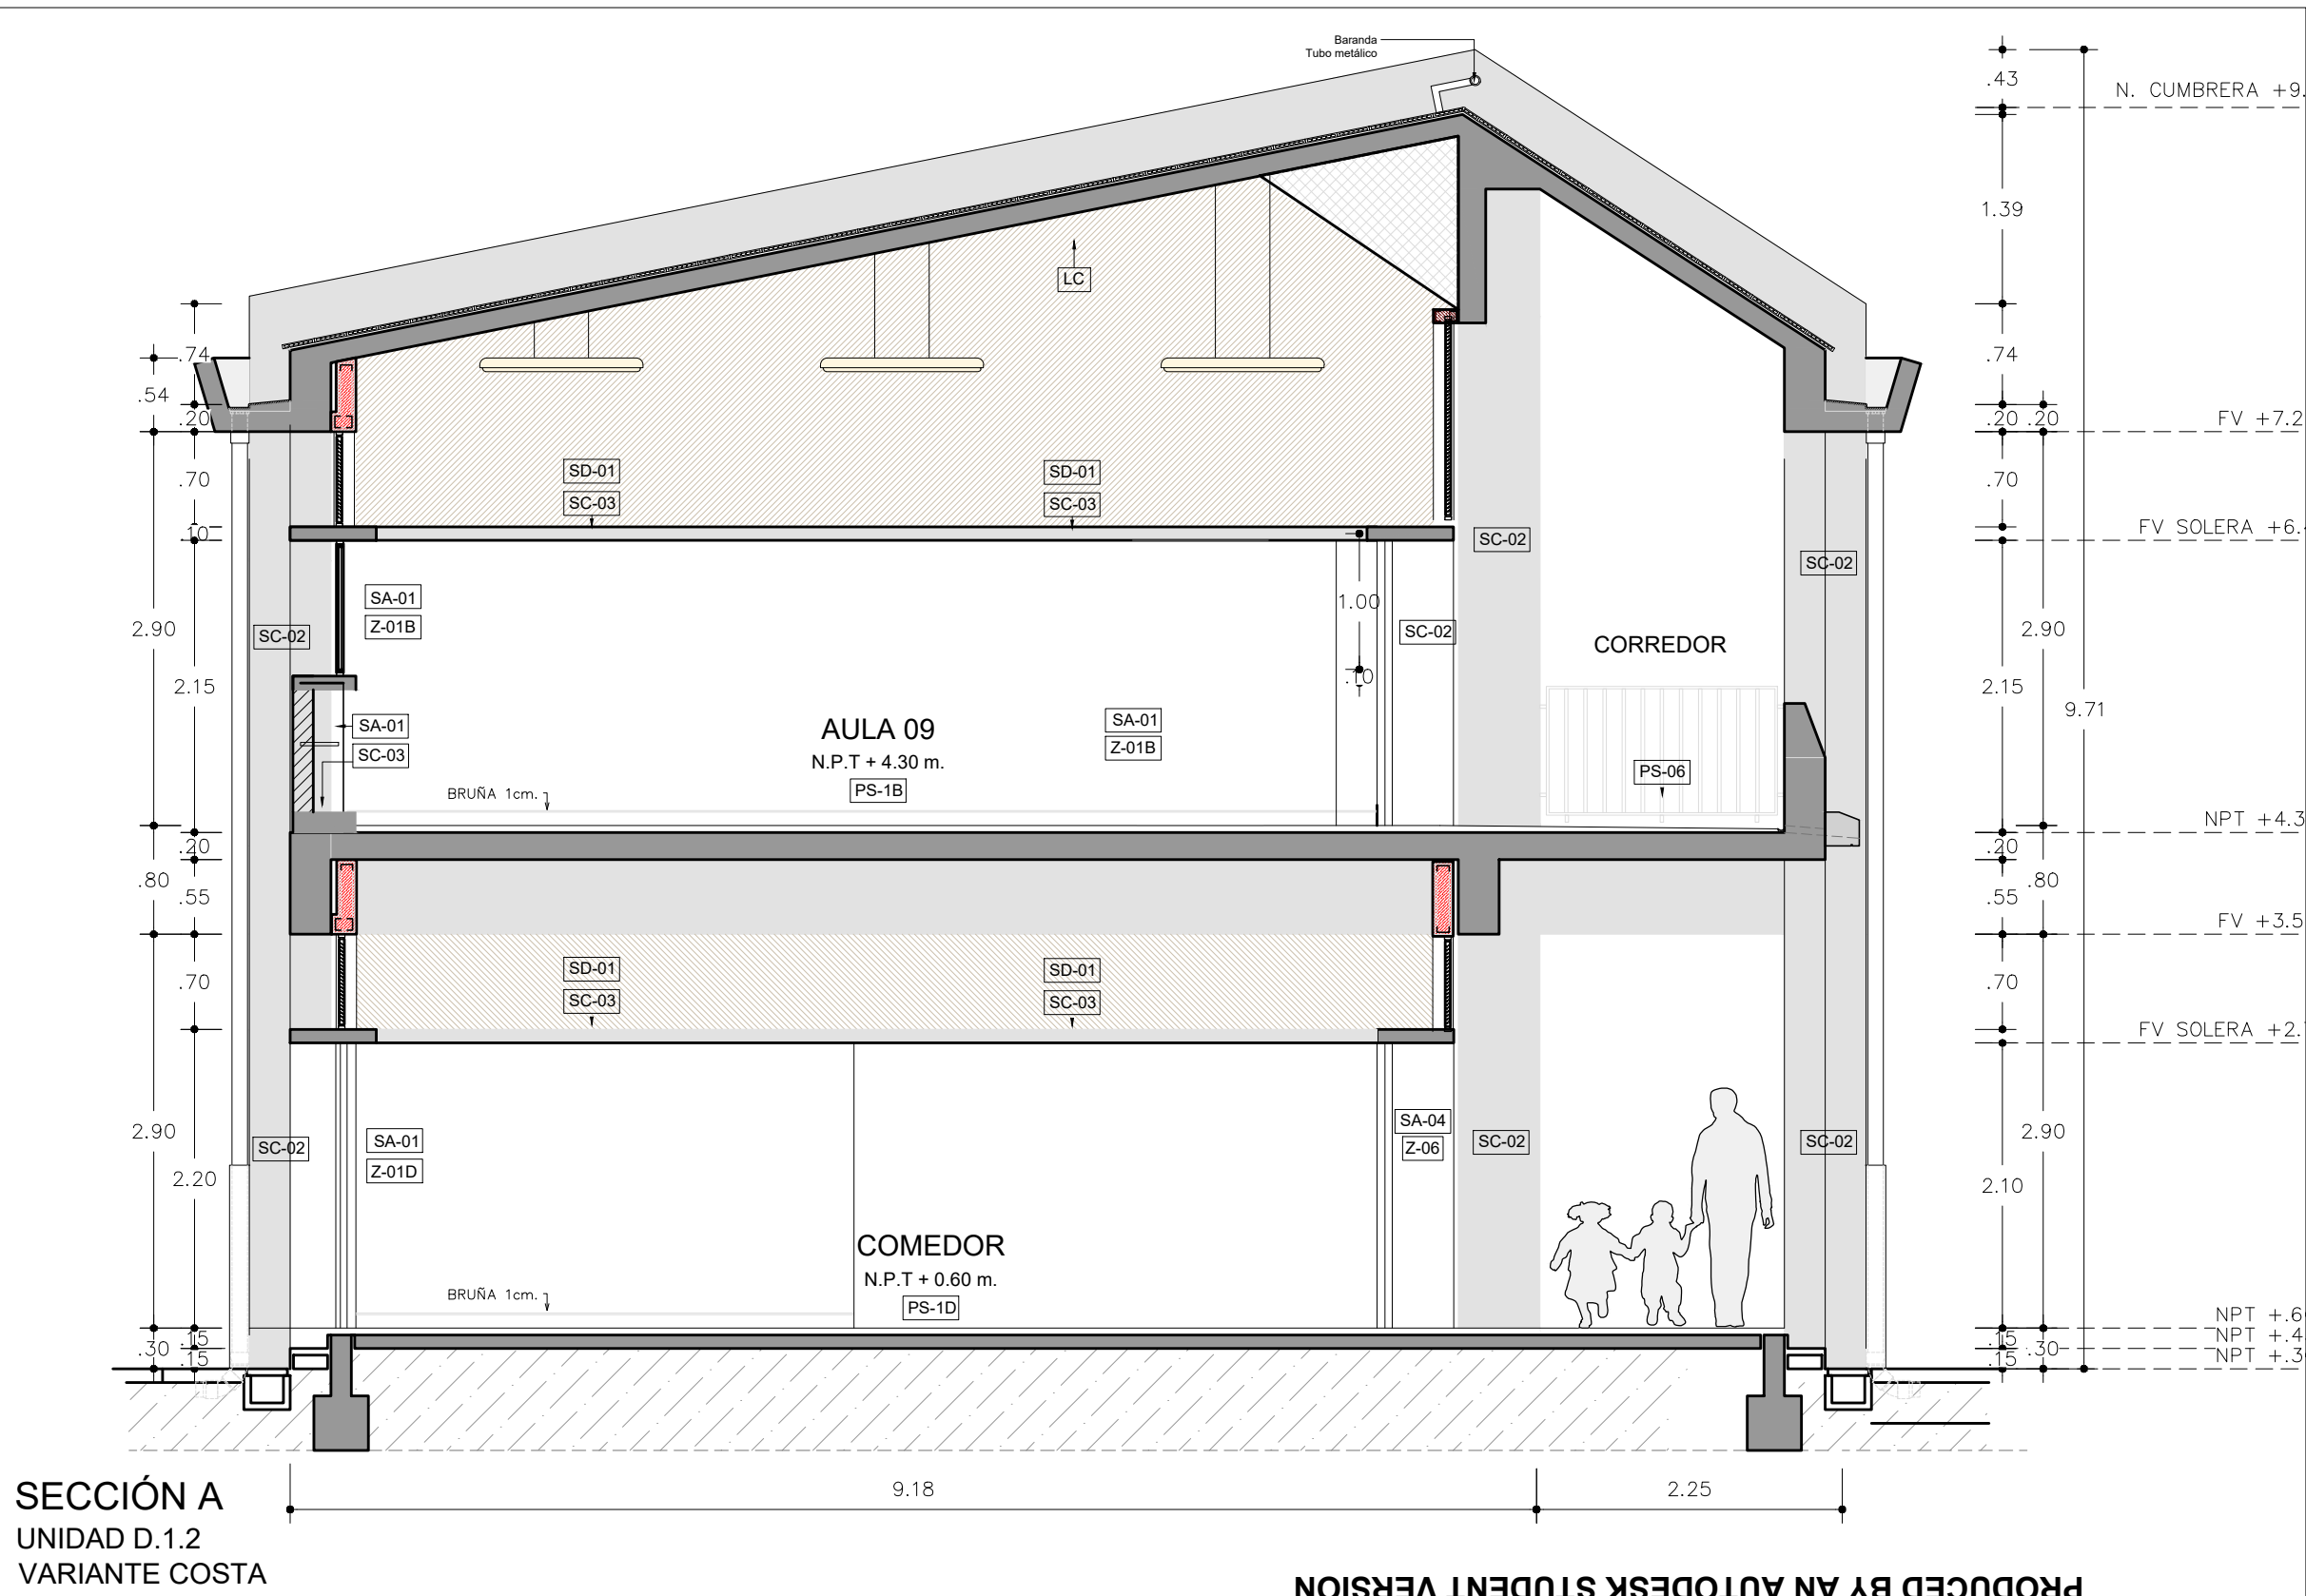 Baranda
Tubo metálico
.43
N. CUMBRERA +9.
1.39
LC
.74
.54
.20
.74
.20 .20
FV +7.2
.70
SD-01
SD-01
SC-03
SC-03
.70
.10
FV SOLERA +6.
SC-02
SC-02
SA-01
Z-01B
1.00
2.90
SC-02
SC-02
CORREDOR
2.90
2.15
.10
2.15
9.71
SA-01
SC-03
AULA 09
N.P.T + 4.30 m.
PS-1B
SA-01
Z-01B
PS-06
BRUÑA 1cm.
NPT +4.3
.20
.20
.80
.55
.80
.55
FV +3.5
.70
SD-01
SD-01
SC-03
SC-03
.70
FV SOLERA +2.
2.90
SC-02
SA-01
Z-01D
SA-04
Z-06
SC-02
SC-02
2.90
2.20
2.10
COMEDOR
N.P.T + 0.60 m.
PS-1D
BRUÑA 1cm.
NPT +.6
.15
.30
.15
.15
.30
.15
NPT +.4
NPT +.3
9.18
2.25
SECCIÓN A
UNIDAD D.1.2
VARIANTE COSTA
PRODUCED BY AN AUTODESK STUDENT VERSION